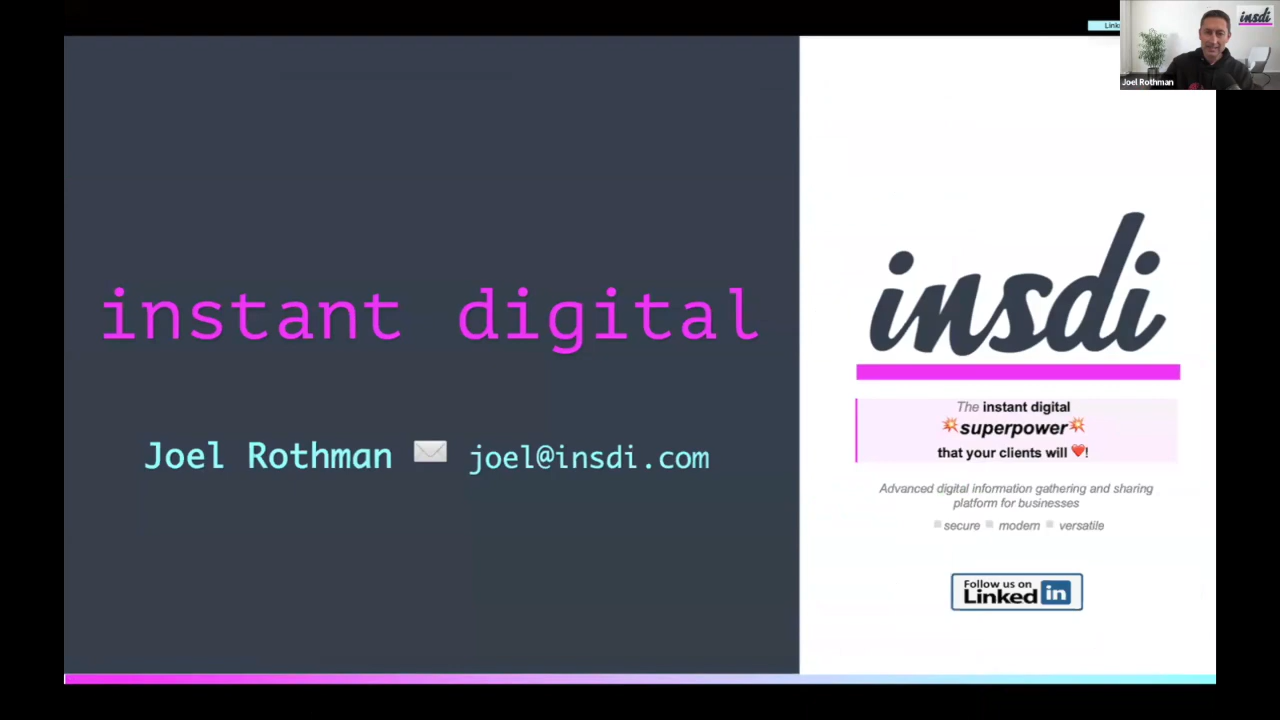 instant digital
Joel Rothman ✉ joel@insdi.com
insdi
The instant digital
💥superpower💥
that your clients will ❤!
Advanced digital information gathering and sharing
platform for businesses
secure modern versatile
Follow us on
Linked in
insdi
Joel Rothman